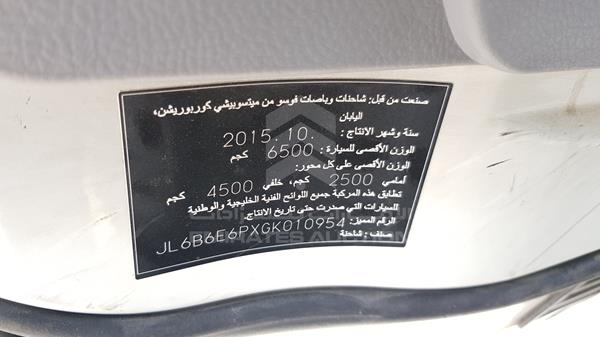 صنعت من قبل: شاحنات وباصات فوسو من ميتسوبيشي كوربوريشن،
اليابان
سنة وشهر الانتاج: 2015.10.
الوزن الأقصى للسيارة: 6500 كجم
الوزن الأقصى على كل محور:
أمامي 2500 كجم، خلفي 4500 كجم
تطابق هذه المركبة جميع اللوائح الفنية الخليجية والوطنية
للسيارات التي صدرت حتى تاريخ الانتاج.
الرقم المميز: JL6B6E6PXGK010954
صنف: شاحنة
EMIRATES AUCTION